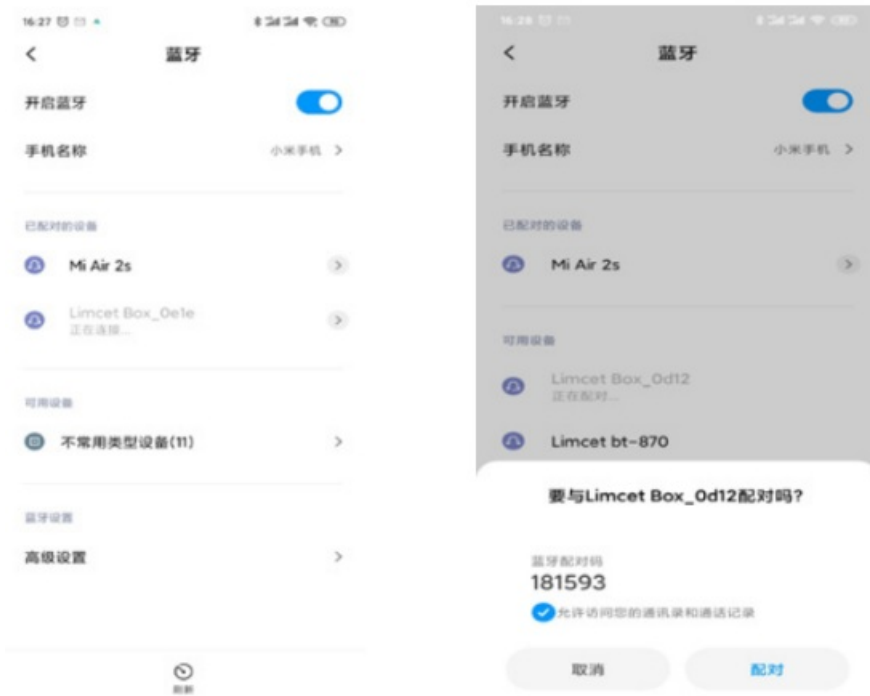 16:27
蓝牙
开启蓝牙
手机名称 小米手机
已配对的设备
Mi Air 2s
Limcet Box_0e1e
正在连接...
可用设备
不常用类型设备(11)
蓝牙设置
高级设置
刷新
16:28
蓝牙
开启蓝牙
手机名称 小米手机
已配对的设备
Mi Air 2s
可用设备
Limcet Box_0d12
正在配对...
Limcet bt-870
要与Limcet Box_0d12配对吗?
蓝牙配对码
181593
允许访问您的通讯录和通话记录
取消 配对